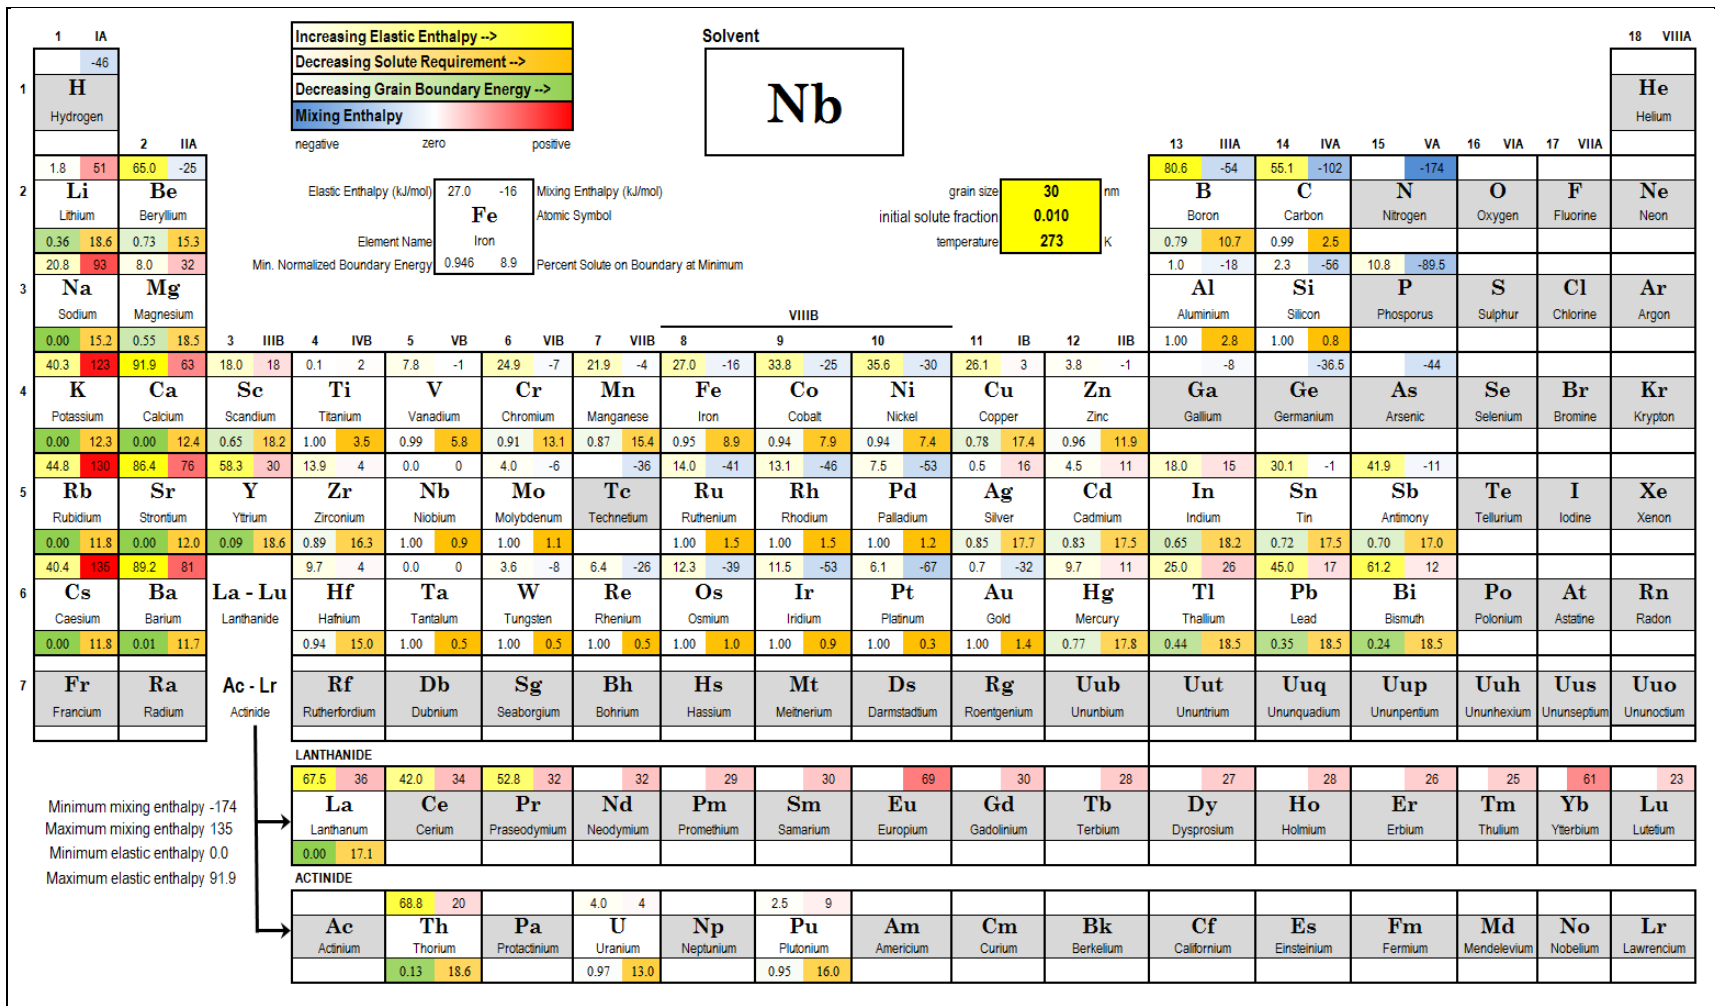 1 IA
18 VIIIA
Increasing Elastic Enthalpy -->
Decreasing Solute Requirement -->
Decreasing Grain Boundary Energy -->
Mixing Enthalpy
negative zero positive
Solvent
Nb
Elastic Enthalpy (kJ/mol) 27.0 -16 Mixing Enthalpy (kJ/mol)
Fe Atomic Symbol
Element Name Iron
Min. Normalized Boundary Energy 0.946 8.9 Percent Solute on Boundary at Minimum
grain size 30 nm
initial solute fraction 0.010
temperature 273 K
-46
1 H He
Hydrogen Helium
2 IIA 13 IIIA 14 IVA 15 VA 16 VIA 17 VIIA
1.8 51 65.0 -25 80.6 -54 55.1 -102 -174
2 Li Be B C N O F Ne
Lithium Beryllium Boron Carbon Nitrogen Oxygen Fluorine Neon
0.36 18.6 0.73 15.3 0.79 10.7 0.99 2.5
20.8 93 8.0 32 1.0 -18 2.3 -56 10.8 -89.5
3 Na Mg Al Si P S Cl Ar
Sodium Magnesium Aluminium Silicon Phosporus Sulphur Chlorine Argon
VIIIB
0.00 15.2 0.55 18.5 1.00 2.8 1.00 0.8
3 IIIB 4 IVB 5 VB 6 VIB 7 VIIB 8 9 10 11 IB 12 IIB
40.3 123 91.9 63 18.0 18 0.1 2 7.8 -1 24.9 -7 21.9 -4 27.0 -16 33.8 -25 35.6 -30 26.1 3 3.8 -1 -8 -36.5 -44
4 K Ca Sc Ti V Cr Mn Fe Co Ni Cu Zn Ga Ge As Se Br Kr
Potassium Calcium Scandium Titanium Vanadium Chromium Manganese Iron Cobalt Nickel Copper Zinc Gallium Germanium Arsenic Selenium Bromine Krypton
0.00 12.3 0.00 12.4 0.65 18.2 1.00 3.5 0.99 5.8 0.91 13.1 0.87 15.4 0.95 8.9 0.94 7.9 0.94 7.4 0.78 17.4 0.96 11.9
44.8 130 86.4 76 58.3 30 13.9 4 0.0 0 4.0 -6 -36 14.0 -41 13.1 -46 7.5 -53 0.5 16 4.5 11 18.0 15 30.1 -1 41.9 -11
5 Rb Sr Y Zr Nb Mo Tc Ru Rh Pd Ag Cd In Sn Sb Te I Xe
Rubidium Strontium Yttrium Zirconium Niobium Molybdenum Technetium Ruthenium Rhodium Palladium Silver Cadmium Indium Tin Antimony Tellurium Iodine Xenon
0.00 11.8 0.00 12.0 0.09 18.6 0.89 16.3 1.00 0.9 1.00 1.1 1.00 1.5 1.00 1.5 1.00 1.2 0.85 17.7 0.83 17.5 0.65 18.2 0.72 17.5 0.70 17.0
40.4 135 89.2 81 9.7 4 0.0 0 3.6 -8 6.4 -26 12.3 -39 11.5 -53 6.1 -67 0.7 -32 9.7 11 25.0 26 45.0 17 61.2 12
6 Cs Ba La - Lu Hf Ta W Re Os Ir Pt Au Hg Tl Pb Bi Po At Rn
Caesium Barium Lanthanide Hafnium Tantalum Tungsten Rhenium Osmium Iridium Platinum Gold Mercury Thallium Lead Bismuth Polonium Astatine Radon
0.00 11.8 0.01 11.7 0.94 15.0 1.00 0.5 1.00 0.5 1.00 0.5 1.00 1.0 1.00 0.9 1.00 0.3 1.00 1.4 0.77 17.8 0.44 18.5 0.35 18.5 0.24 18.5
7 Fr Ra Ac - Lr Rf Db Sg Bh Hs Mt Ds Rg Uub Uut Uuq Uup Uuh Uus Uuo
Francium Radium Actinide Rutherfordium Dubnium Seaborgium Bohrium Hassium Meitnerium Darmstadtium Roentgenium Ununbium Ununtrium Ununquadium Ununpentium Ununhexium Ununseptium Ununoctium
LANTHANIDE
67.5 36 42.0 34 52.8 32 32 29 30 69 30 28 27 28 26 25 61 23
La Ce Pr Nd Pm Sm Eu Gd Tb Dy Ho Er Tm Yb Lu
Lanthanum Cerium Praseodymium Neodymium Promethium Samarium Europium Gadolinium Terbium Dysprosium Holmium Erbium Thulium Ytterbium Lutetium
0.00 17.1
Minimum mixing enthalpy -174
Maximum mixing enthalpy 135
Minimum elastic enthalpy 0.0
Maximum elastic enthalpy 91.9
ACTINIDE
68.8 20 4.0 4 2.5 9
Ac Th Pa U Np Pu Am Cm Bk Cf Es Fm Md No Lr
Actinium Thorium Protactinium Uranium Neptunium Plutonium Americium Curium Berkelium Californium Einsteinium Fermium Mendelevium Nobelium Lawrencium
0.13 18.6 0.97 13.0 0.95 16.0